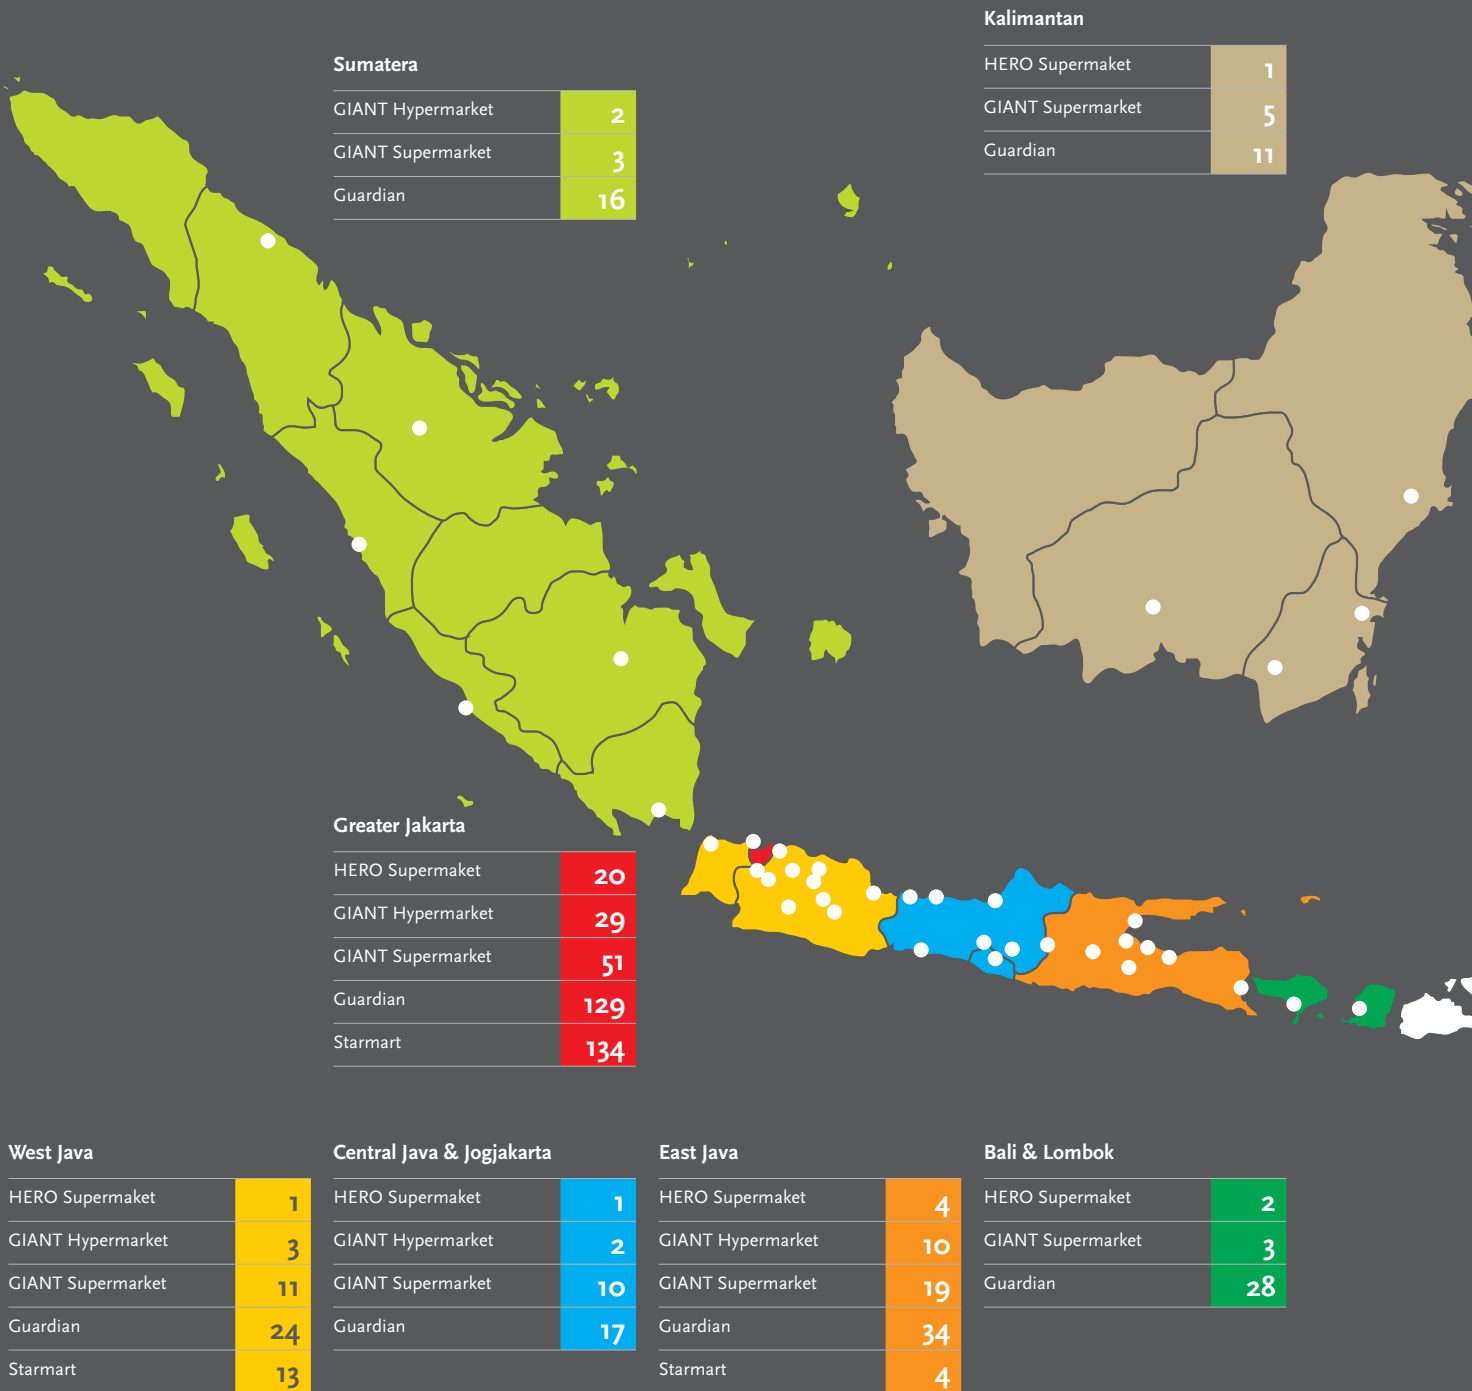 Kalimantan
HERO Supermaket 1
GIANT Supermarket 5
Guardian 11
Sumatera
GIANT Hypermarket 2
GIANT Supermarket 3
Guardian 16
Greater Jakarta
HERO Supermaket 20
GIANT Hypermarket 29
GIANT Supermarket 51
Guardian 129
Starmart 134
West Java
HERO Supermaket 1
GIANT Hypermarket 3
GIANT Supermarket 11
Guardian 24
Starmart 13
Central Java & Jogjakarta
HERO Supermaket 1
GIANT Hypermarket 2
GIANT Supermarket 10
Guardian 17
East Java
HERO Supermaket 4
GIANT Hypermarket 10
GIANT Supermarket 19
Guardian 34
Starmart 4
Bali & Lombok
HERO Supermaket 2
GIANT Supermarket 3
Guardian 28